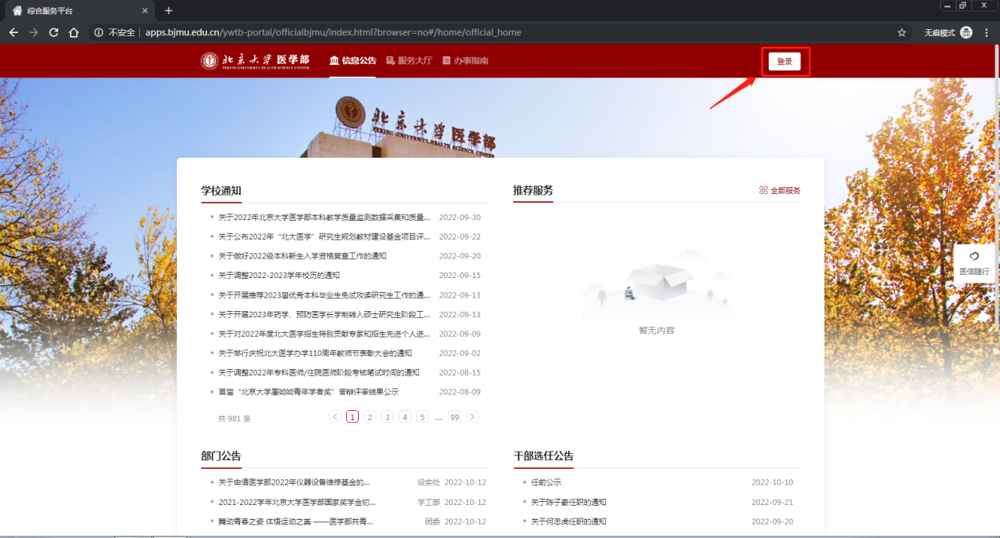 综合服务平台
不安全 apps.bjmu.edu.cn/ywtb-portal/officialbjmu/index.html?browser=no#/home/official_home
无痕模式
北京大学医学部
PEKING UNIVERSITY HEALTH SCIENCE CENTER
信息公告 服务大厅 办事指南
登录
北京大学医学部
PEKING UNIVERSITY HEALTH SCIENCE CENTER
学校通知
关于2022年北京大学医学部本科教学质量监测数据采集和质量... 2022-09-30
关于公布2022年“北大医学”研究生规划教材建设基金项目评... 2022-09-22
关于做好2022级本科新生入学资格复查工作的通知 2022-09-20
关于调整2022-2023学年校历的通知 2022-09-15
关于开展推荐2023届优秀本科毕业生免试攻读研究生工作的通... 2022-09-13
关于开展2023年药学、预防医学长学制转入硕士研究生阶段工... 2022-09-13
关于对2022年度北大医学招生特别贡献专家和招生先进个人进... 2022-09-09
关于举行庆祝北大医学办学110周年教师节表彰大会的通知 2022-09-02
关于调整2022年专科医师/住院医师阶段考核笔试时间的通知 2022-08-15
首届“北京大学屠呦呦青年学者奖”答辩评审结果公示 2022-08-09
共 981 条
1 2 3 4 5 ... 99
推荐服务
全部服务
暂无内容
医信随行
部门公告
关于申请医学部2022年仪器设备维修基金的... 设实处 2022-10-12
2021-2022学年北京大学医学部国家奖学金初... 学工部 2022-10-12
舞动青春之姿 体悟运动之美 ——医学部共青... 团委 2022-10-12
干部选任公告
任前公示 2022-10-10
关于陈子豪任职的通知 2022-09-21
关于何忠虎任职的通知 2022-09-20